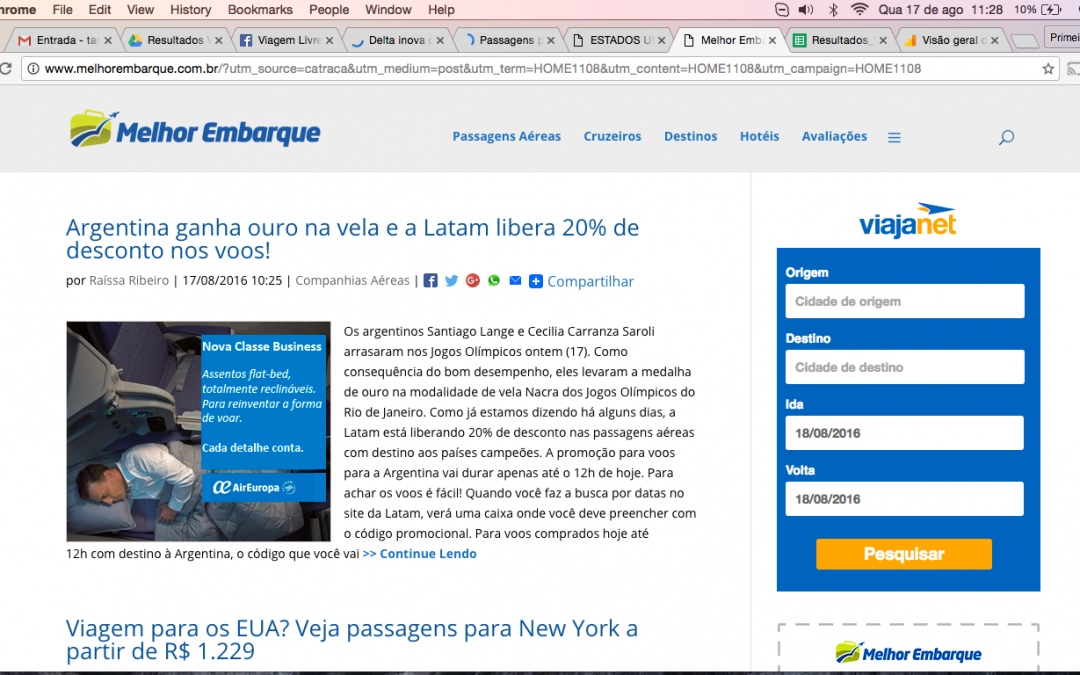 hrome File Edit View History Bookmarks People Window Help Qua 17 de ago 11:28 10%
Entrada - ta Resultados V Viagem Livre Delta inova c Passagens p ESTADOS U Melhor Emb Resultados_ Visão geral d Primei
www.melhorembarque.com.br/?utm_source=catraca&utm_medium=post&utm_term=HOME1108&utm_content=HOME1108&utm_campaign=HOME1108
Melhor Embarque
Passagens Aéreas Cruzeiros Destinos Hotéis Avaliações
Argentina ganha ouro na vela e a Latam libera 20% de
desconto nos voos!
por Raíssa Ribeiro | 17/08/2016 10:25 | Companhias Aéreas | Compartilhar
Nova Classe Business
Assentos flat-bed,
totalmente reclináveis.
Para reinventar a forma
de voar.
Cada detalhe conta.
AirEuropa
Os argentinos Santiago Lange e Cecilia Carranza Saroli
arrasaram nos Jogos Olímpicos ontem (17). Como
consequência do bom desempenho, eles levaram a medalha
de ouro na modalidade de vela Nacra dos Jogos Olímpicos do
Rio de Janeiro. Como já estamos dizendo há alguns dias, a
Latam está liberando 20% de desconto nas passagens aéreas
com destino aos países campeões. A promoção para voos
para a Argentina vai durar apenas até o 12h de hoje. Para
achar os voos é fácil! Quando você faz a busca por datas no
site da Latam, verá uma caixa onde você deve preencher com
o código promocional. Para voos comprados hoje até
12h com destino à Argentina, o código que você vai >> Continue Lendo
Viagem para os EUA? Veja passagens para New York a
partir de R$ 1.229
viajanet
Origem
Cidade de origem
Destino
Cidade de destino
Ida
18/08/2016
Volta
18/08/2016
Pesquisar
Melhor Embarque